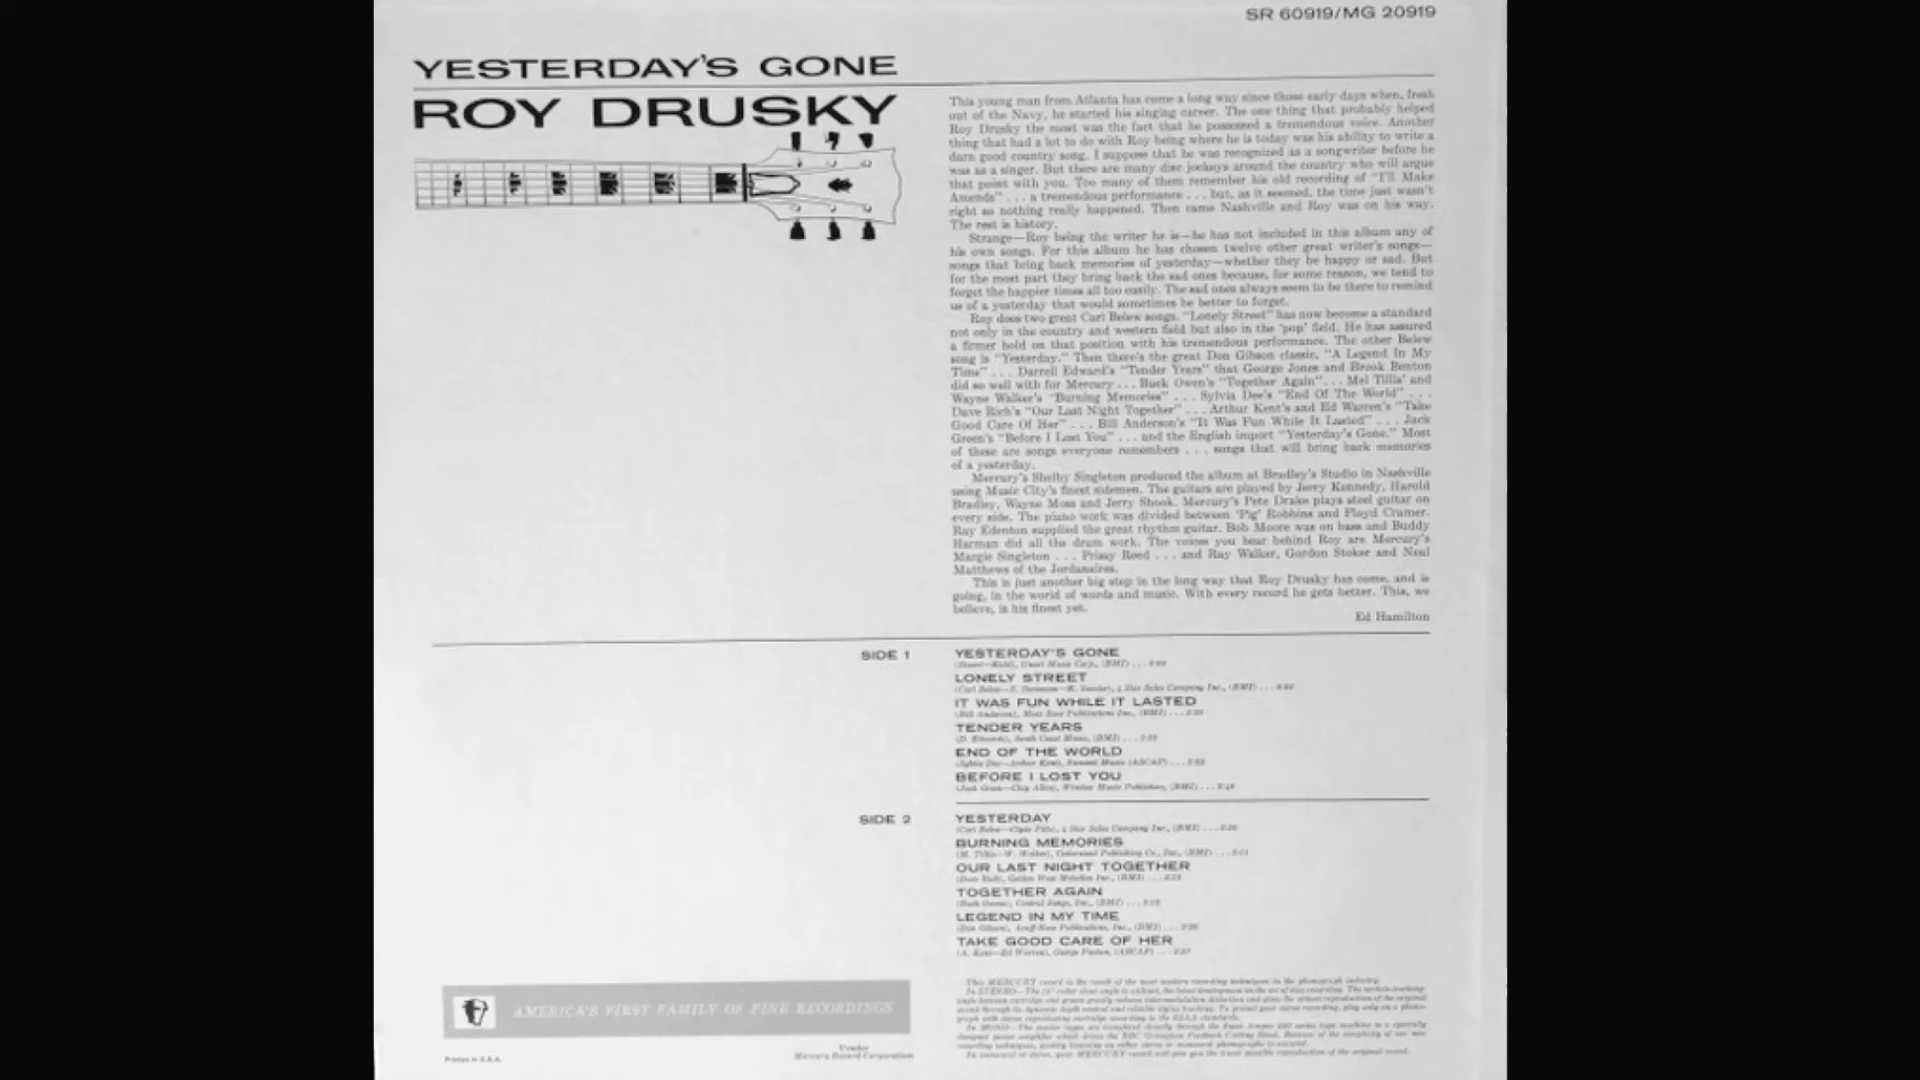 SR 60919/MG 20919
YESTERDAY'S GONE
ROY DRUSKY
This young man from Atlanta has come a long way since those early days when, fresh
out of the Navy, he started his singing career. The one thing that probably helped
Roy Drusky the most was the fact that he possessed a tremendous voice. Another
thing that had a lot to do with Roy being where he is today was his ability to write a
darn good country song. I suppose that he was recognized as a songwriter before he
was as a singer. But there are many disc jockeys around the country who will argue
that point with you. Too many of them remember his old recording of "I'll Make
Amends" . . . a tremendous performance . . . but, as it seemed, the time just wasn't
right so nothing really happened. Then came Nashville and Roy was on his way.
The rest is history.
Strange—Roy being the writer he is—he has not included in this album any of
his own songs. For this album he has chosen twelve other great writer's songs—
songs that bring back memories of yesterday—whether they be happy or sad. But
for the most part they bring back the sad ones because, for some reason, we tend to
forget the happier times all too easily. The sad ones always seem to be there to remind
us of a yesterday that would sometimes be better to forget.
Roy does two great Carl Belew songs. "Lonely Street" has now become a standard
not only in the country and western field but also in the 'pop' field. He has assured
a firmer hold on that position with his tremendous performance. The other Belew
song is "Yesterday." Then there's the great Don Gibson classic, "A Legend In My
Time" . . . Darrell Edward's "Tender Years" that George Jones and Brook Benton
did so well with for Mercury . . . Buck Owen's "Together Again" . . . Mel Tillis' and
Wayne Walker's "Burning Memories" . . . Sylvia Dee's "End Of The World" . . .
Dave Rich's "Our Last Night Together" . . . Arthur Kent's and Ed Warren's "Take
Good Care Of Her" . . . Bill Anderson's "It Was Fun While It Lasted" . . . Jack
Green's "Before I Lost You" . . . and the English import "Yesterday's Gone." Most
of these are songs everyone remembers . . . songs that will bring back memories
of a yesterday.
Mercury's Shelby Singleton produced the album at Bradley's Studio in Nashville
using Music City's finest sidemen. The guitars are played by Jerry Kennedy, Harold
Bradley, Wayne Moss and Jerry Shook. Mercury's Pete Drake plays steel guitar on
every side. The piano work was divided between 'Pig' Robbins and Floyd Cramer.
Ray Edenton supplied the great rhythm guitar. Bob Moore was on bass and Buddy
Harman did all the drum work. The voices you hear behind Roy are Mercury's
Margie Singleton . . . Prissy Reed . . . and Ray Walker, Gordon Stoker and Neal
Matthews of the Jordanaires.
This is just another big step in the long way that Roy Drusky has come, and is
going, in the world of words and music. With every record he gets better. This, we
believe, is his finest yet.
Ed Hamilton
SIDE 1
YESTERDAY'S GONE
LONELY STREET
IT WAS FUN WHILE IT LASTED
TENDER YEARS
END OF THE WORLD
BEFORE I LOST YOU
SIDE 2
YESTERDAY
BURNING MEMORIES
OUR LAST NIGHT TOGETHER
TOGETHER AGAIN
LEGEND IN MY TIME
TAKE GOOD CARE OF HER
AMERICA'S FIRST FAMILY OF FINE RECORDINGS
Vendor
Mercury Record Corporation
Printed in U.S.A.
This MERCURY record is the result of the most modern recording techniques in the phonograph industry.